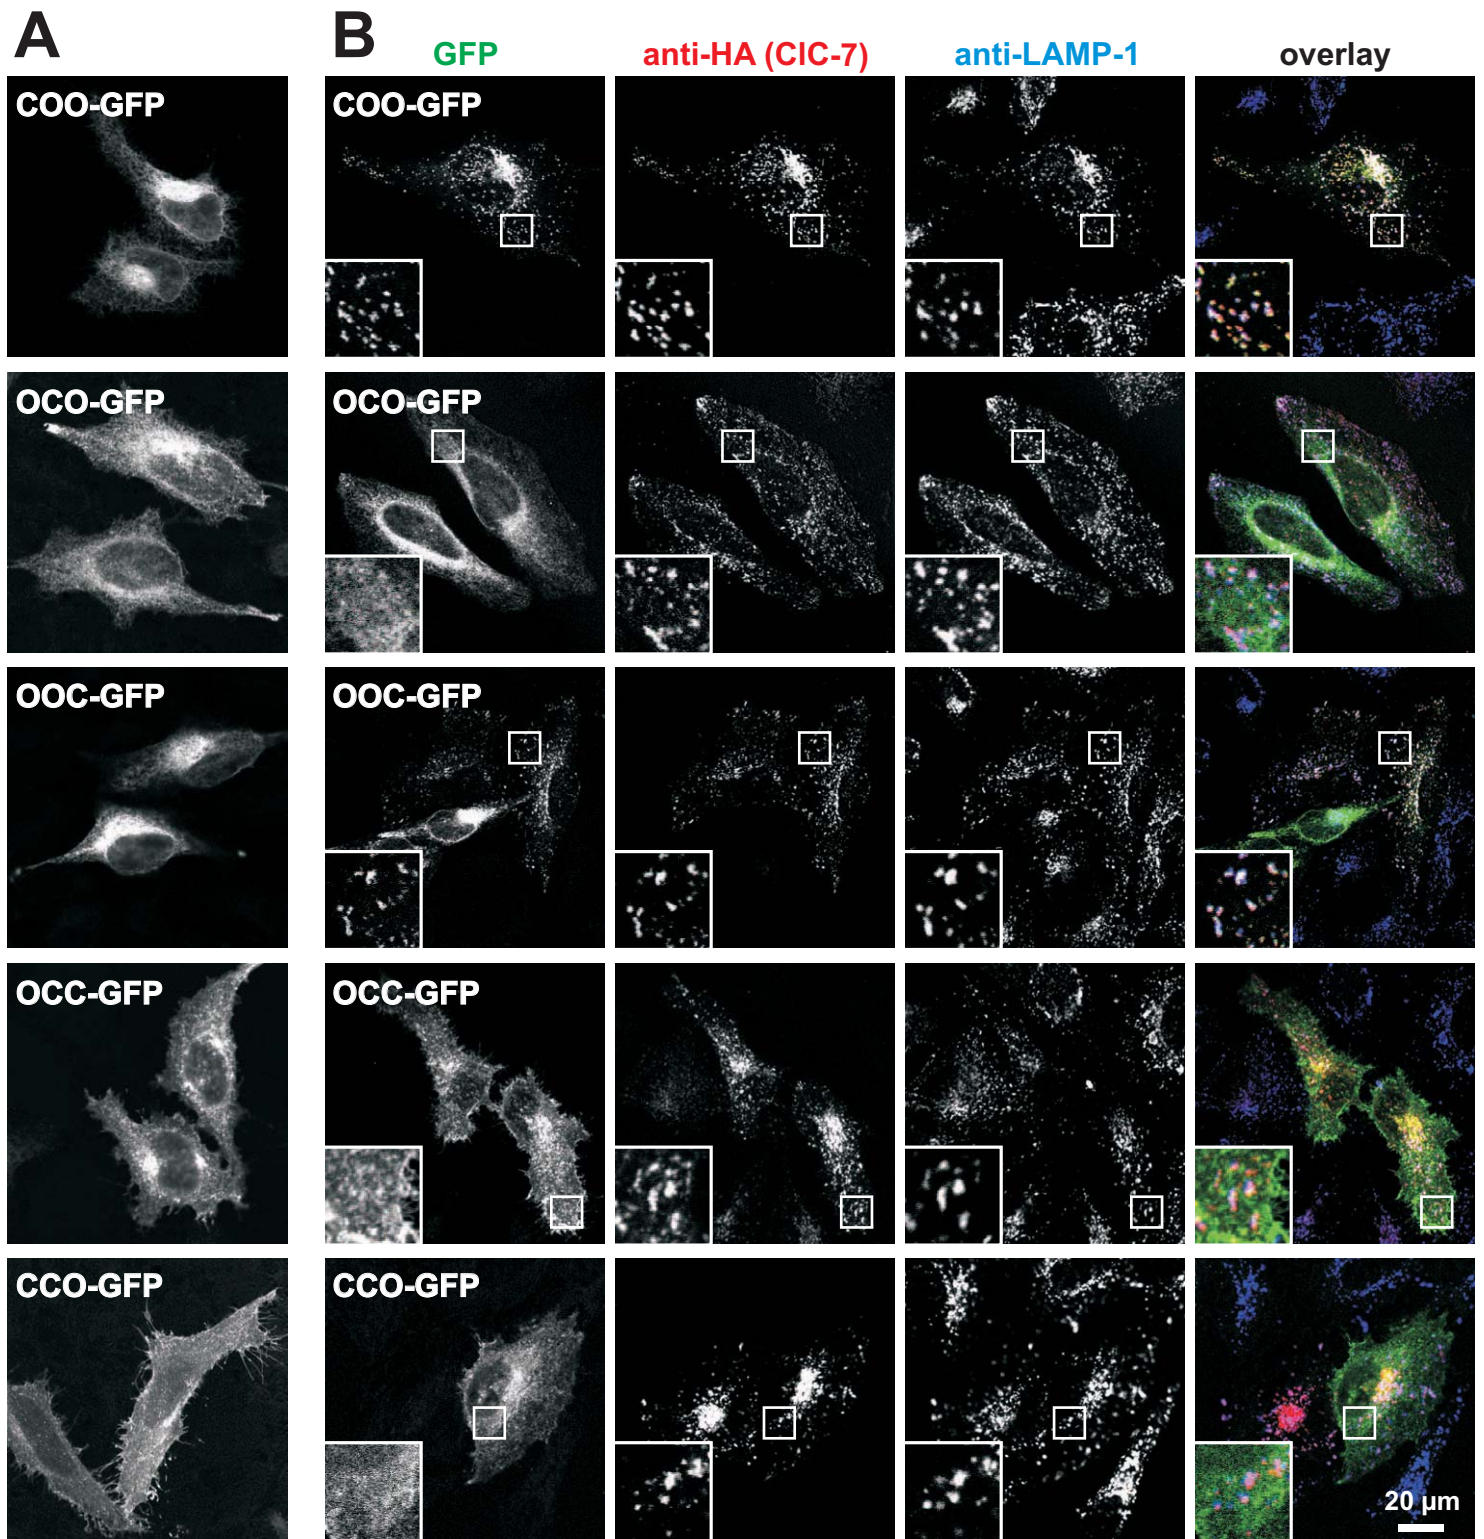 A
B
GFP
anti-HA (ClC-7)
anti-LAMP-1
overlay
COO-GFP
COO-GFP
OCO-GFP
OCO-GFP
OOC-GFP
OOC-GFP
OCC-GFP
OCC-GFP
CCO-GFP
CCO-GFP
20 µm